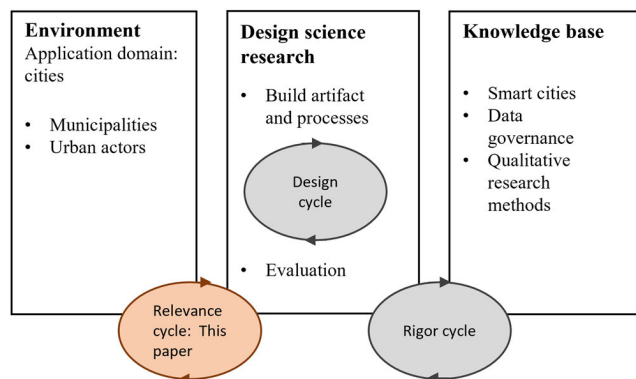 Environment
Application domain:
cities
• Municipalities
• Urban actors
Design science
research
• Build artifact
and processes
Design
cycle
• Evaluation
Knowledge base
• Smart cities
• Data
governance
• Qualitative
research
methods
Relevance
cycle: This
paper
Rigor cycle